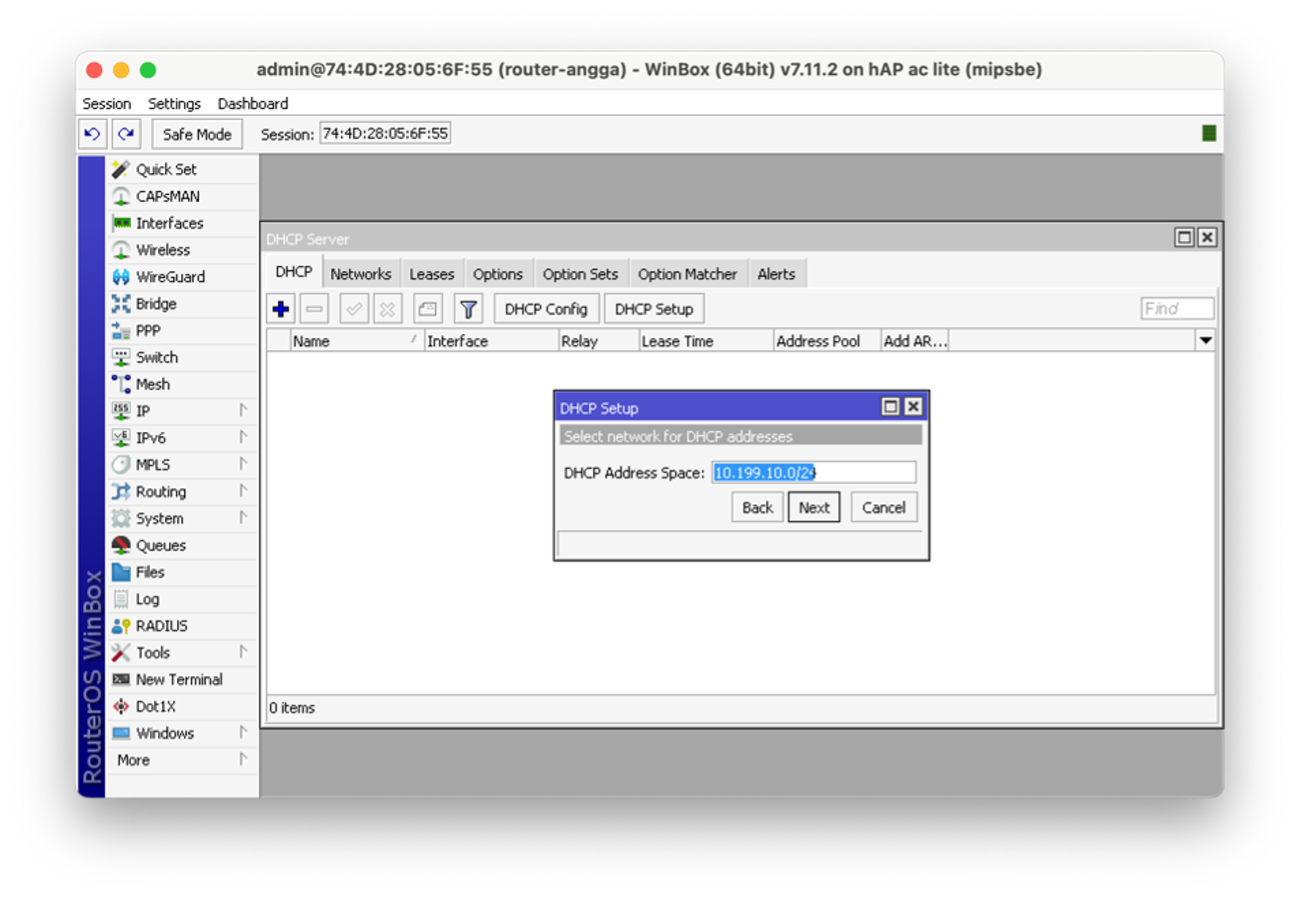 admin@74:4D:28:05:6F:55 (router-angga) - WinBox (64bit) v7.11.2 on hAP ac lite (mipsbe)
Session Settings Dashboard
Safe Mode Session: 74:4D:28:05:6F:55
Quick Set
CAPsMAN
Interfaces
Wireless
WireGuard
Bridge
PPP
Switch
Mesh
IP
IPv6
MPLS
Routing
System
Queues
Files
Log
RADIUS
Tools
New Terminal
Dot1X
Windows
More
RouterOS WinBox
DHCP Server
DHCP Networks Leases Options Option Sets Option Matcher Alerts
DHCP Config DHCP Setup Find
Name Interface Relay Lease Time Address Pool Add AR...
DHCP Setup
Select network for DHCP addresses
DHCP Address Space: 10.199.10.0/24
Back Next Cancel
0 items